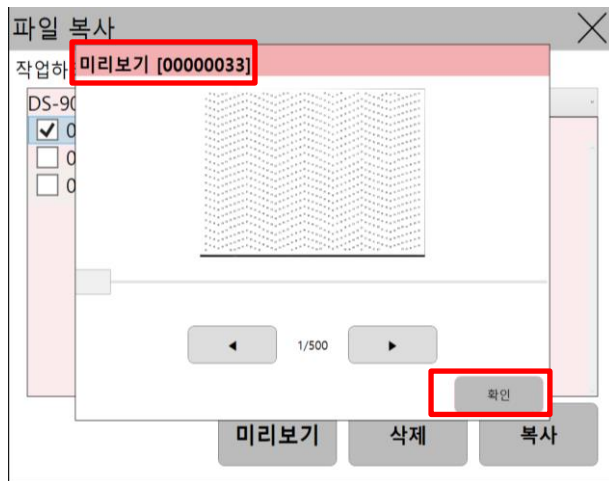 파일 복사
작업하
미리보기 [00000033]
DS-90
0
0
0
◀ 1/500 ▶
확인
미리보기 삭제 복사